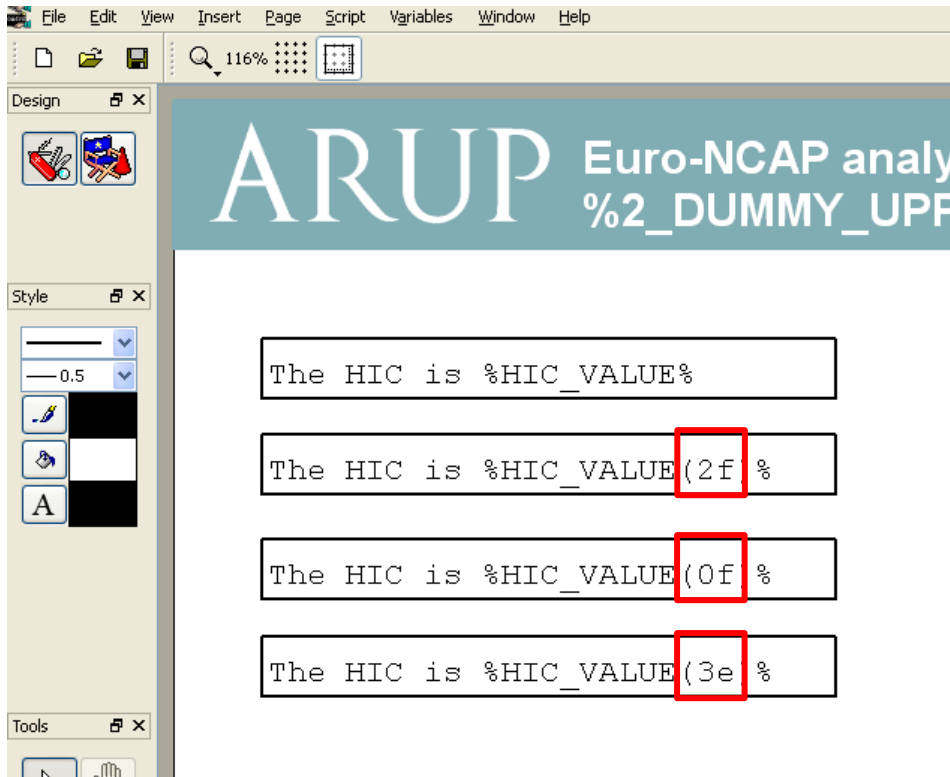 File Edit View Insert Page Script Variables Window Help
116%
Design
ARUP
Euro-NCAP analy
%2_DUMMY_UPP
Style
0.5
A
The HIC is %HIC_VALUE%
The HIC is %HIC_VALUE(2f)%
The HIC is %HIC_VALUE(0f)%
The HIC is %HIC_VALUE(3e)%
Tools